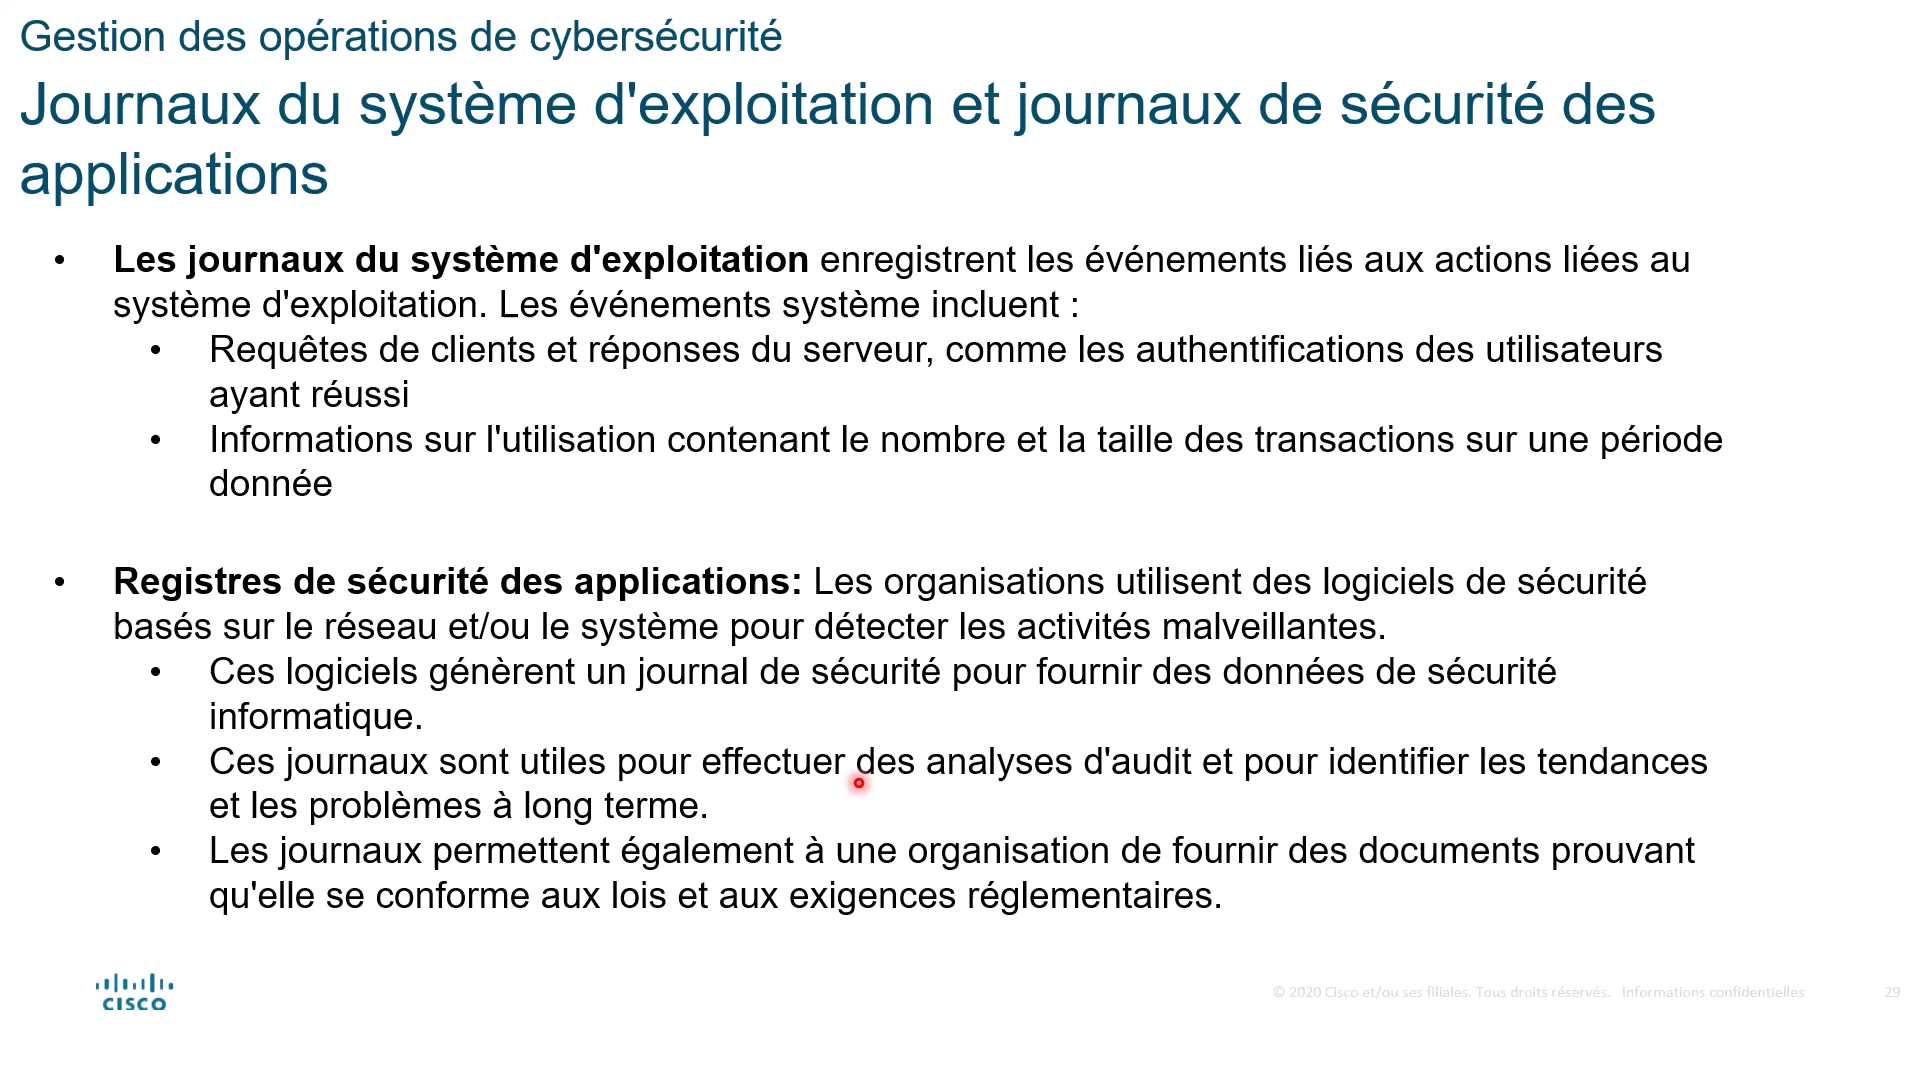 Gestion des opérations de cybersécurité
Journaux du système d'exploitation et journaux de sécurité des
applications
• Les journaux du système d'exploitation enregistrent les événements liés aux actions liées au
système d'exploitation. Les événements système incluent :
• Requêtes de clients et réponses du serveur, comme les authentifications des utilisateurs
ayant réussi
• Informations sur l'utilisation contenant le nombre et la taille des transactions sur une période
donnée
• Registres de sécurité des applications: Les organisations utilisent des logiciels de sécurité
basés sur le réseau et/ou le système pour détecter les activités malveillantes.
• Ces logiciels génèrent un journal de sécurité pour fournir des données de sécurité
informatique.
• Ces journaux sont utiles pour effectuer des analyses d'audit et pour identifier les tendances
et les problèmes à long terme.
• Les journaux permettent également à une organisation de fournir des documents prouvant
qu'elle se conforme aux lois et aux exigences réglementaires.
CISCO
© 2020 Cisco et/ou ses filiales. Tous droits réservés. Informations confidentielles 29